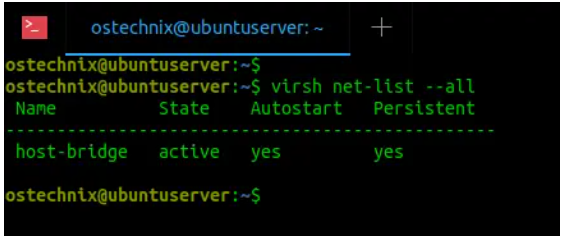 >_ ostechnix@ubuntuserver: ~ +
ostechnix@ubuntuserver:~$
ostechnix@ubuntuserver:~$ virsh net-list --all
Name State Autostart Persistent
------------------------------------------------
host-bridge active yes yes
ostechnix@ubuntuserver:~$